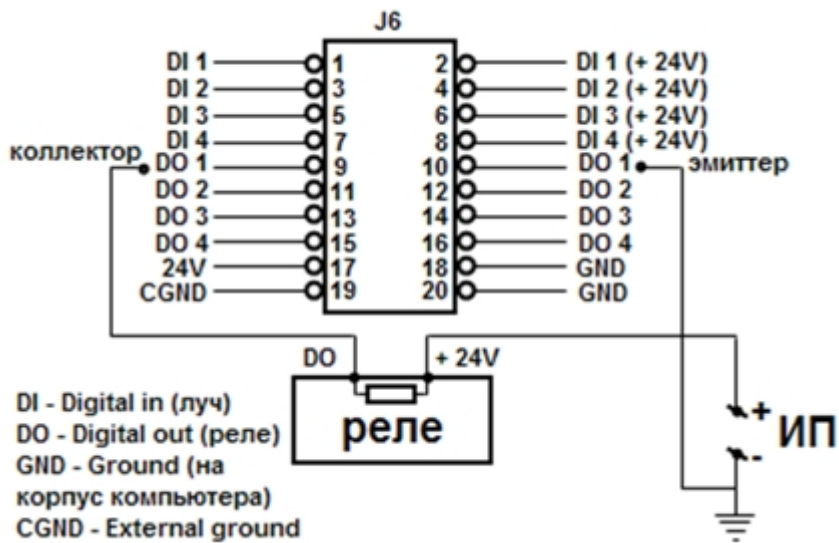 J6
DI 1 1 2 DI 1 (+ 24V)
DI 2 3 4 DI 2 (+ 24V)
DI 3 5 6 DI 3 (+ 24V)
DI 4 7 8 DI 4 (+ 24V)
коллектор DO 1 9 10 DO 1 эмиттер
DO 2 11 12 DO 2
DO 3 13 14 DO 3
DO 4 15 16 DO 4
24V 17 18 GND
CGND 19 20 GND
DO + 24V
реле
+ ИП
-
DI - Digital in (луч)
DO - Digital out (реле)
GND - Ground (на
корпус компьютера)
CGND - External ground